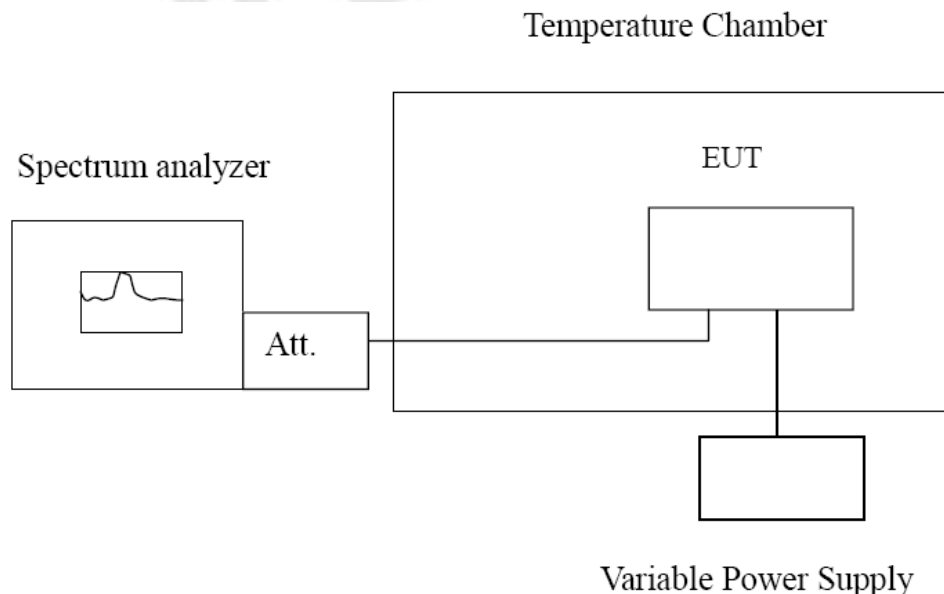 Temperature Chamber
Spectrum analyzer
EUT
Att.
Variable Power Supply